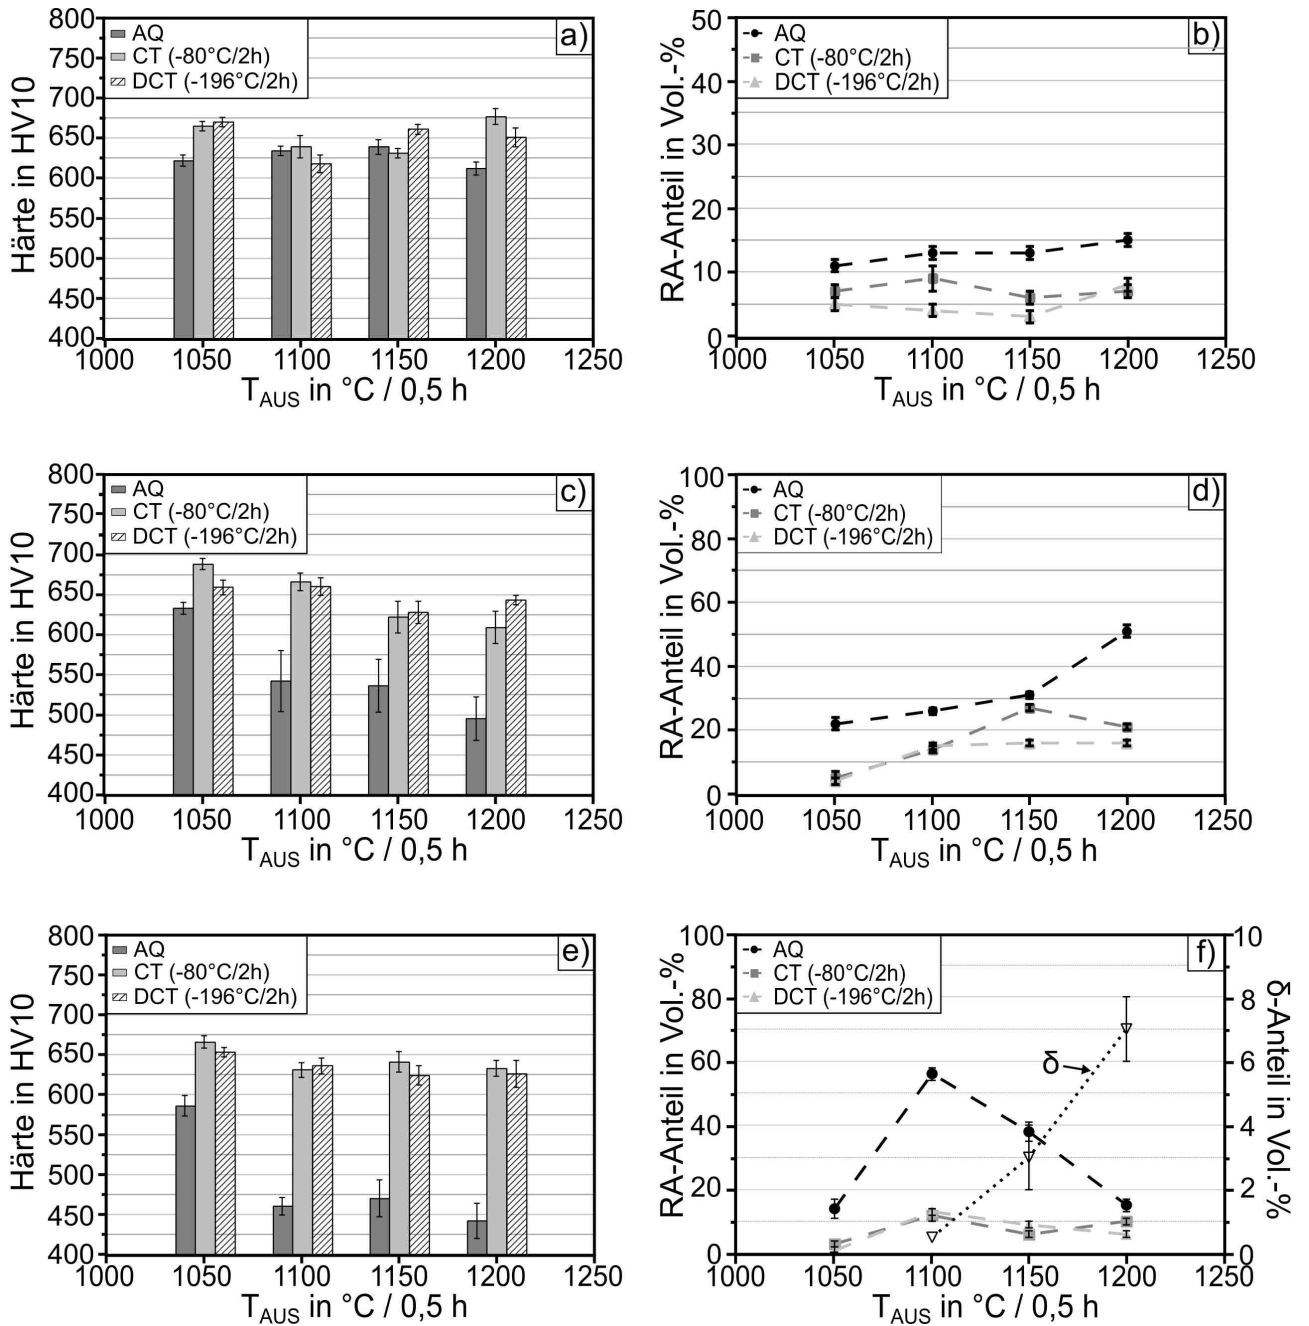 800
750
700
650
600
550
500
450
400
Härte in HV10
AQ
CT (-80°C/2h)
DCT (-196°C/2h)
a)
1000 1050 1100 1150 1200 1250
T_AUS in °C / 0,5 h
50
40
30
20
10
0
RA-Anteil in Vol.-%
AQ
CT (-80°C/2h)
DCT (-196°C/2h)
b)
1000 1050 1100 1150 1200 1250
T_AUS in °C / 0,5 h
800
750
700
650
600
550
500
450
400
Härte in HV10
AQ
CT (-80°C/2h)
DCT (-196°C/2h)
c)
1000 1050 1100 1150 1200 1250
T_AUS in °C / 0,5 h
100
80
60
40
20
0
RA-Anteil in Vol.-%
AQ
CT (-80°C/2h)
DCT (-196°C/2h)
d)
1000 1050 1100 1150 1200 1250
T_AUS in °C / 0,5 h
800
750
700
650
600
550
500
450
400
Härte in HV10
AQ
CT (-80°C/2h)
DCT (-196°C/2h)
e)
1000 1050 1100 1150 1200 1250
T_AUS in °C / 0,5 h
100
80
60
40
20
0
RA-Anteil in Vol.-%
AQ
CT (-80°C/2h)
DCT (-196°C/2h)
f)
δ
10
8
6
4
2
0
δ-Anteil in Vol.-%
1000 1050 1100 1150 1200 1250
T_AUS in °C / 0,5 h